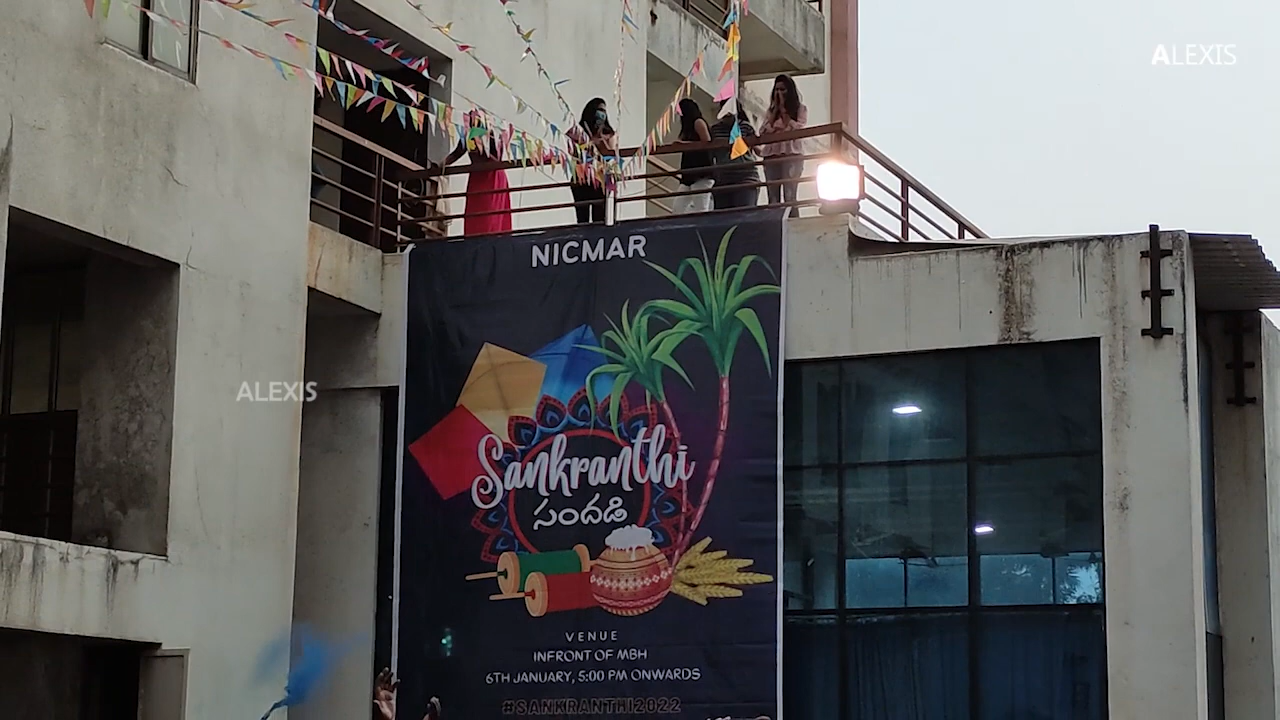 ALEXIS
NICMAR
ALEXIS
Sankranthi
సందడి
VENUE
INFRONT OF MBH
6TH JANUARY, 5:00 PM ONWARDS
#SANKRANTHI2022